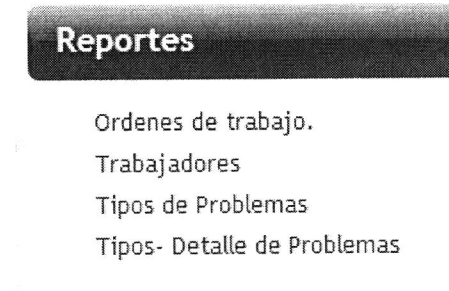 Reportes
Ordenes de trabajo.
Trabajadores
Tipos de Problemas
Tipos- Detalle de Problemas